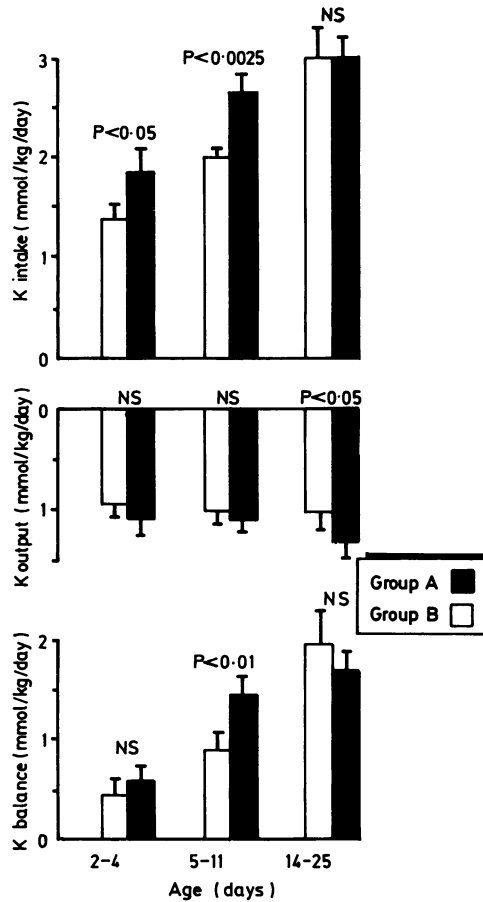 NS
P<0·0025
P<0·05
3
2
1
0
K intake (mmol/kg/day)
NS
NS
P<0·05
0
1
K output (mmol/kg/day)
Group A
Group B
NS
P<0·01
NS
2
1
0
K balance (mmol/kg/day)
2-4
5-11
14-25
Age (days)